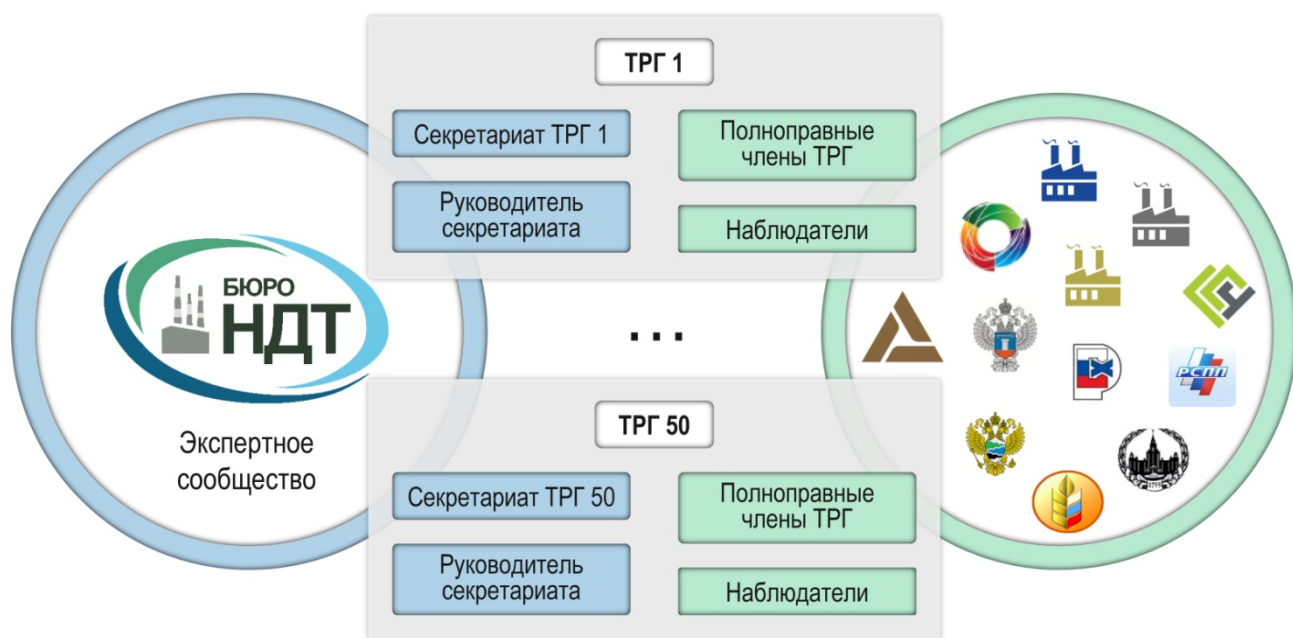 ТРГ 1
Секретариат ТРГ 1
Руководитель
секретариата
Полноправные
члены ТРГ
Наблюдатели
БЮРО
НДТ
Экспертное
сообщество
...
РСПП
1755
ТРГ 50
Секретариат ТРГ 50
Руководитель
секретариата
Полноправные
члены ТРГ
Наблюдатели